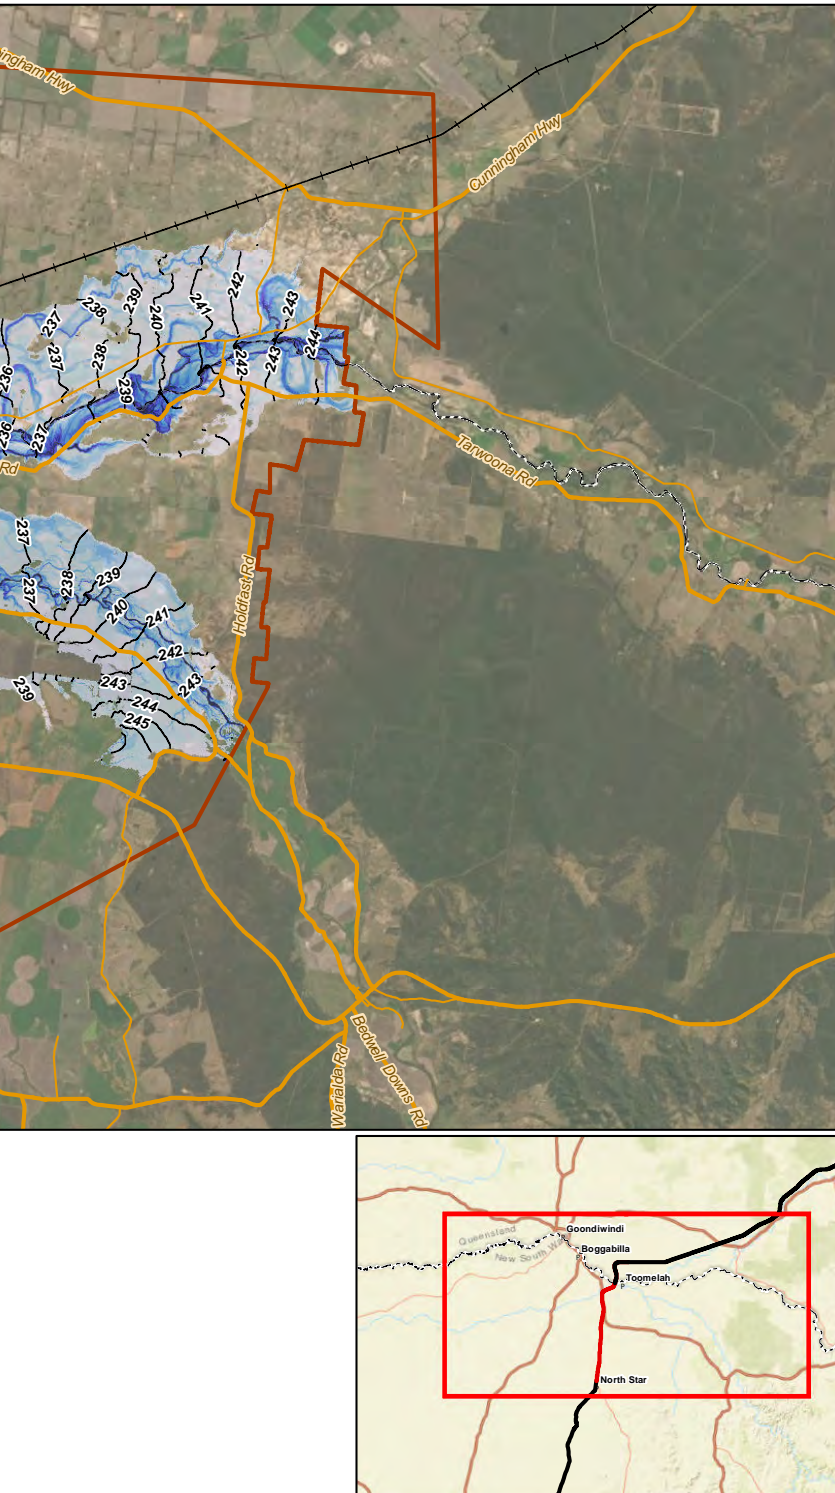 ingham Hwy
Cunningham Hwy
242
239
238
241
243
240
237
244
237
238
242
243
236
239
236
237
Rd
Tarwoona Rd
237
238
239
237
240
241
Holdfast Rd
242
243
243
239
244
245
Warialda Rd
Bedwell Downs Rd
Goondiwindi
Queensland
Boggabilla
New South Wa
Toomelah
North Star